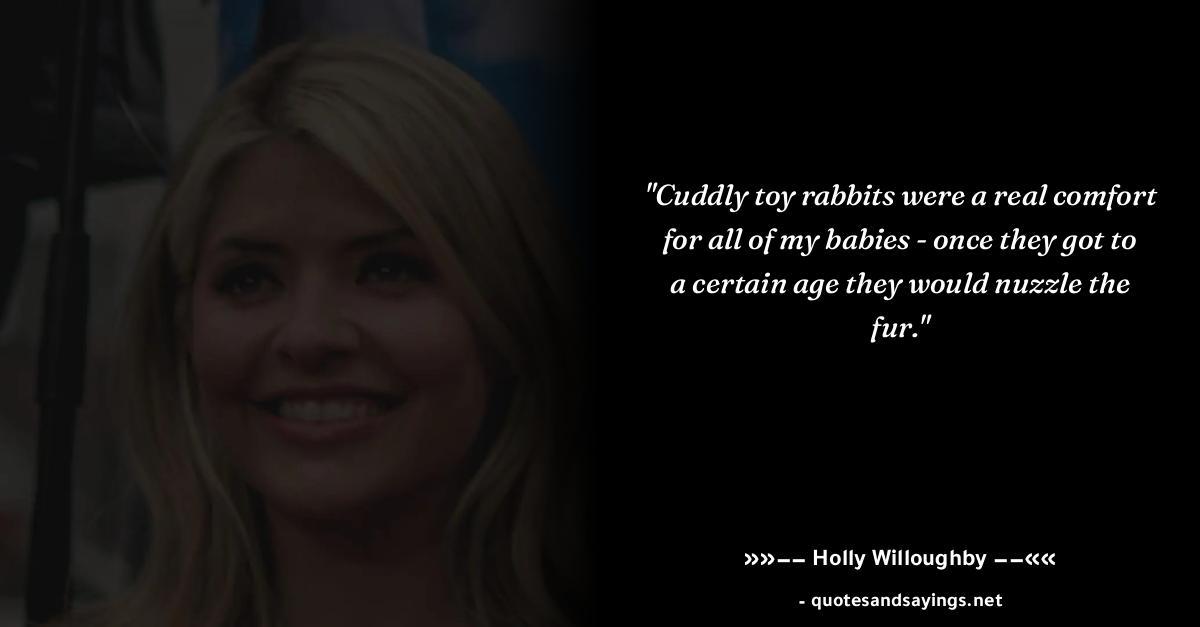 "Cuddly toy rabbits were a real comfort
for all of my babies - once they got to
a certain age they would nuzzle the
fur."
»»−− Holly Willoughby −−««
- quotesandsayings.net